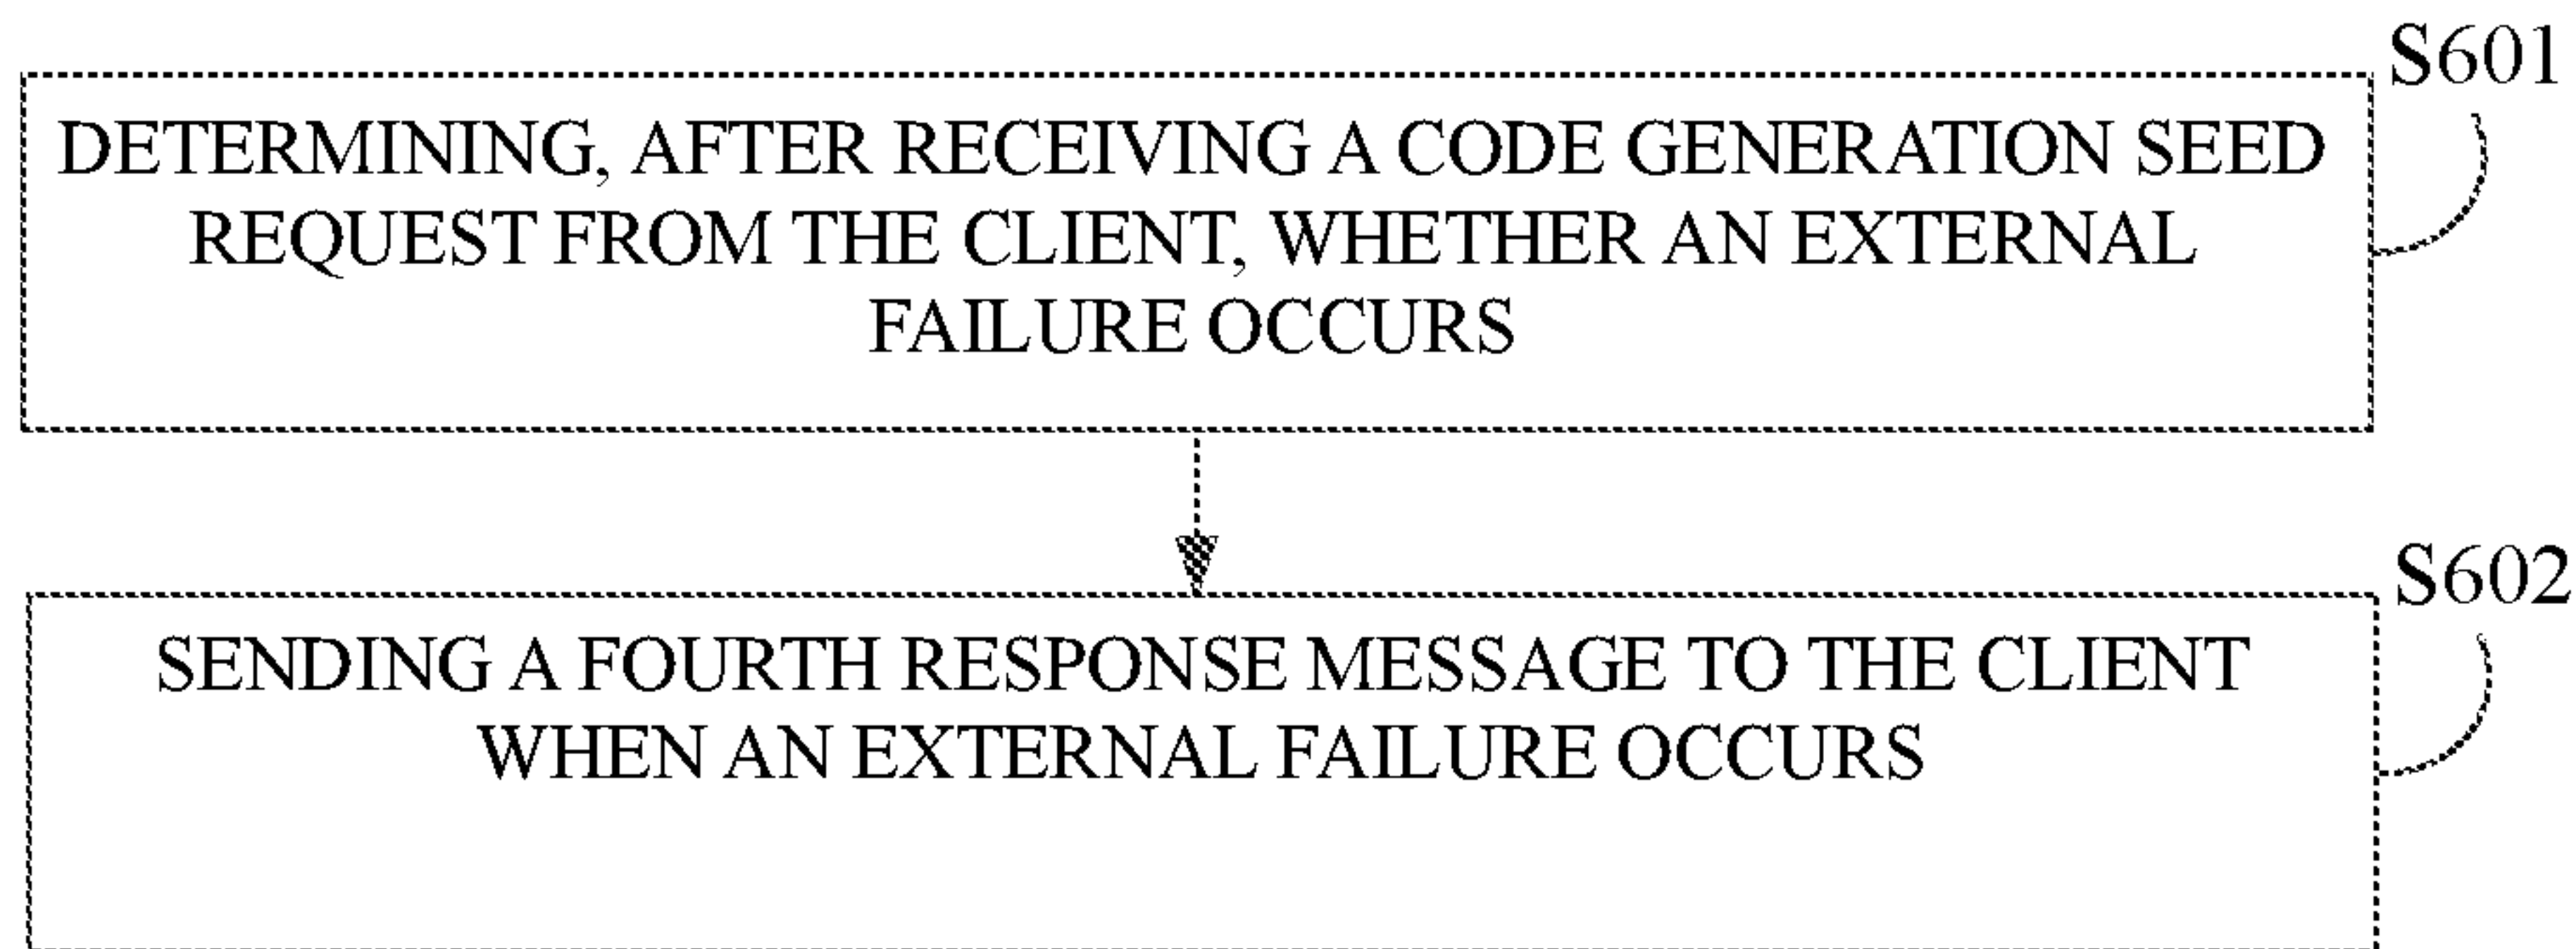 S601
DETERMINING, AFTER RECEIVING A CODE GENERATION SEED
REQUEST FROM THE CLIENT, WHETHER AN EXTERNAL
FAILURE OCCURS
S602
SENDING A FOURTH RESPONSE MESSAGE TO THE CLIENT
WHEN AN EXTERNAL FAILURE OCCURS